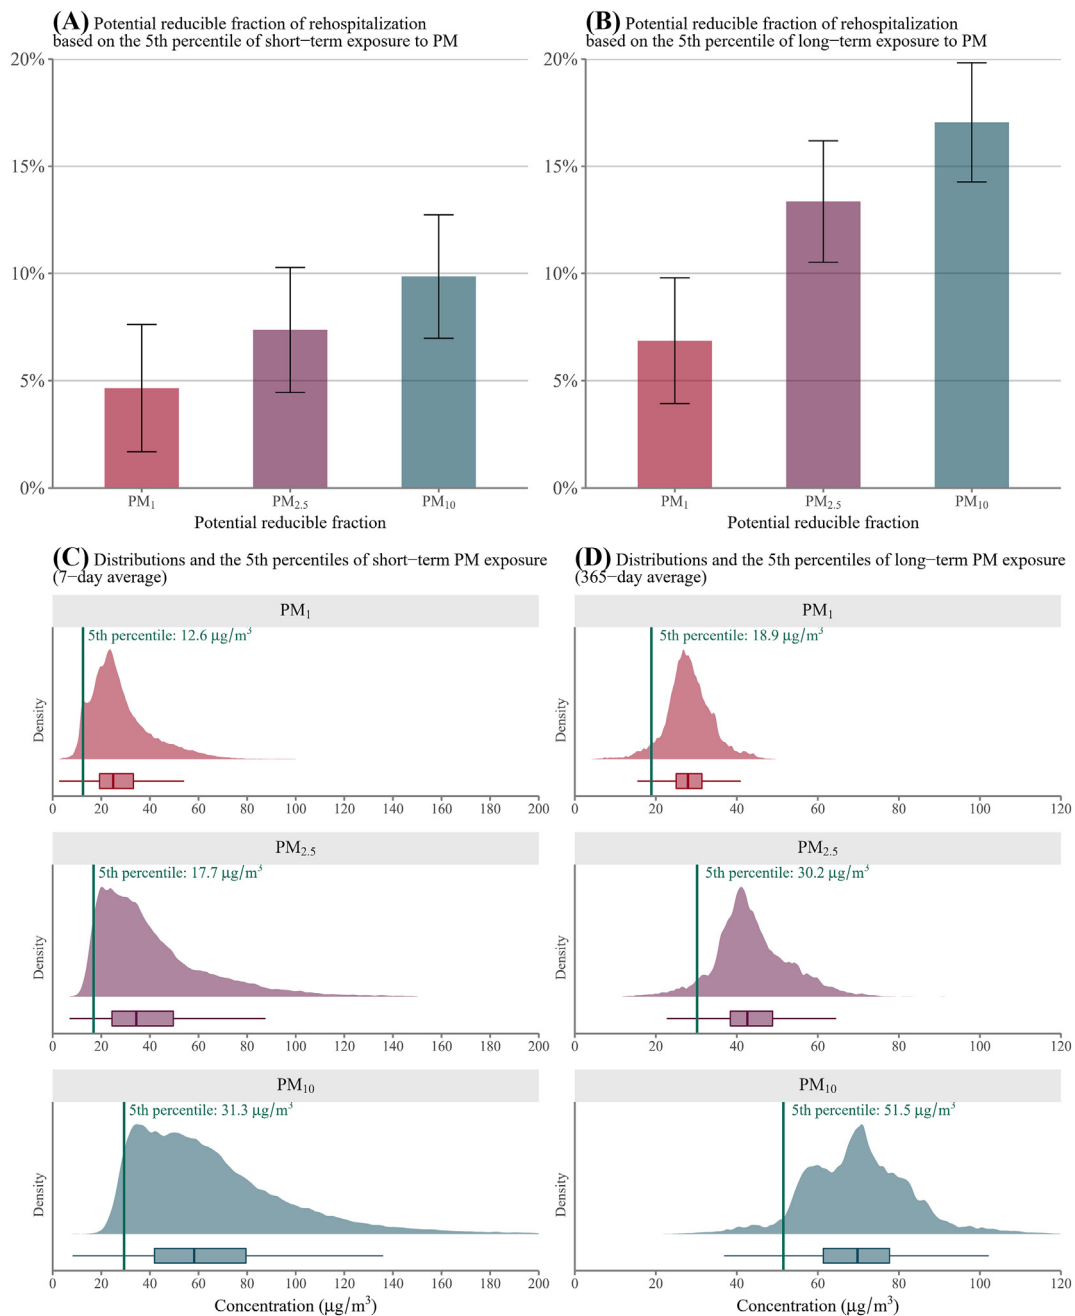 (A) Potential reducible fraction of rehospitalization
based on the 5th percentile of short−term exposure to PM
20%
15%
10%
5%
0%
PM₁ PM₂.₅ PM₁₀
Potential reducible fraction
(B) Potential reducible fraction of rehospitalization
based on the 5th percentile of long−term exposure to PM
20%
15%
10%
5%
0%
PM₁ PM₂.₅ PM₁₀
Potential reducible fraction
(C) Distributions and the 5th percentiles of short−term PM exposure
(7−day average)
PM₁
5th percentile: 12.6 μg/m³
Density
0 20 40 60 80 100 120 140 160 180 200
PM₂.₅
5th percentile: 17.7 μg/m³
Density
0 20 40 60 80 100 120 140 160 180 200
PM₁₀
5th percentile: 31.3 μg/m³
Density
0 20 40 60 80 100 120 140 160 180 200
Concentration (μg/m³)
(D) Distributions and the 5th percentiles of long−term PM exposure
(365−day average)
PM₁
5th percentile: 18.9 μg/m³
Density
0 20 40 60 80 100 120
PM₂.₅
5th percentile: 30.2 μg/m³
Density
0 20 40 60 80 100 120
PM₁₀
5th percentile: 51.5 μg/m³
Density
0 20 40 60 80 100 120
Concentration (μg/m³)